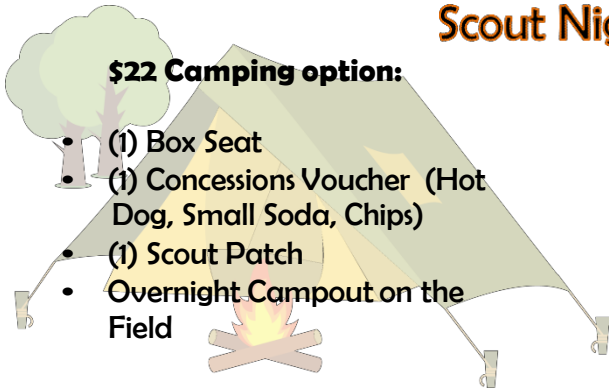 Scout Nig
$22 Camping option:
• (1) Box Seat
• (1) Concessions Voucher (Hot
Dog, Small Soda, Chips)
• (1) Scout Patch
• Overnight Campout on the
Field